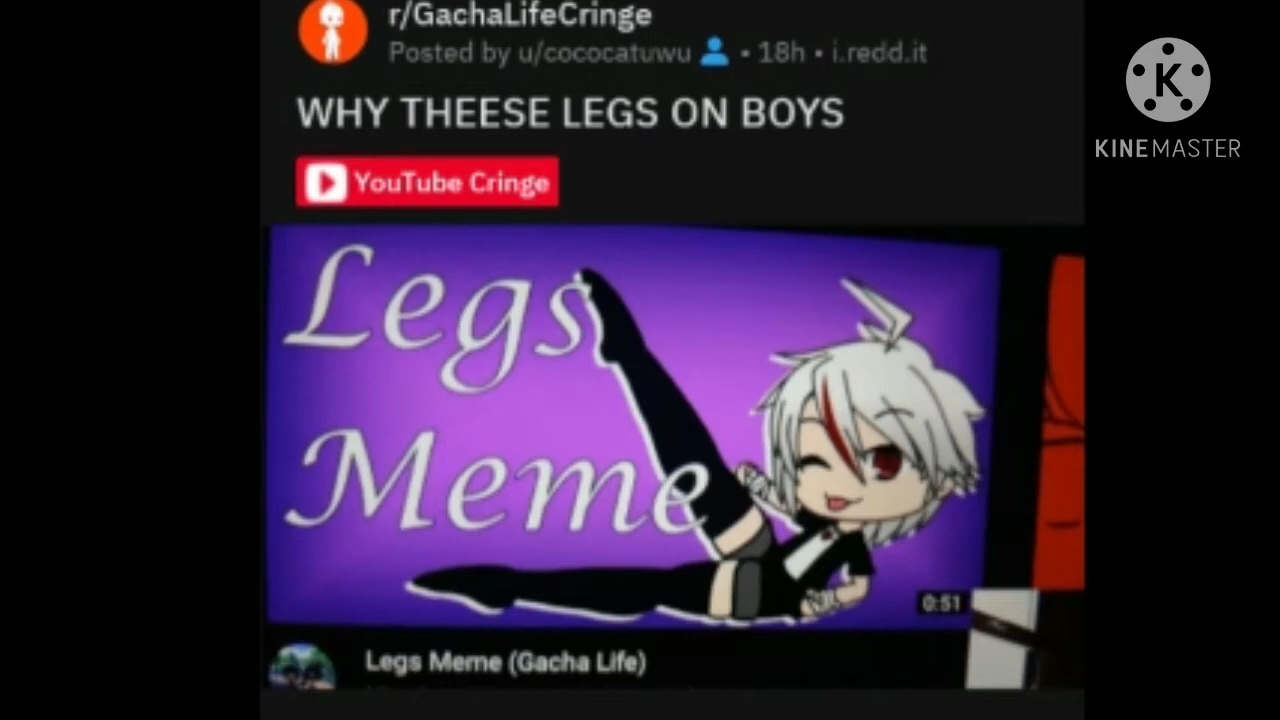 r/GachaLifeCringe
Posted by u/cococatuwu • 18h • i.redd.it
WHY THEESE LEGS ON BOYS
YouTube Cringe
Legs
Meme
0:51
Legs Meme (Gacha Life)
K
KINEMASTER